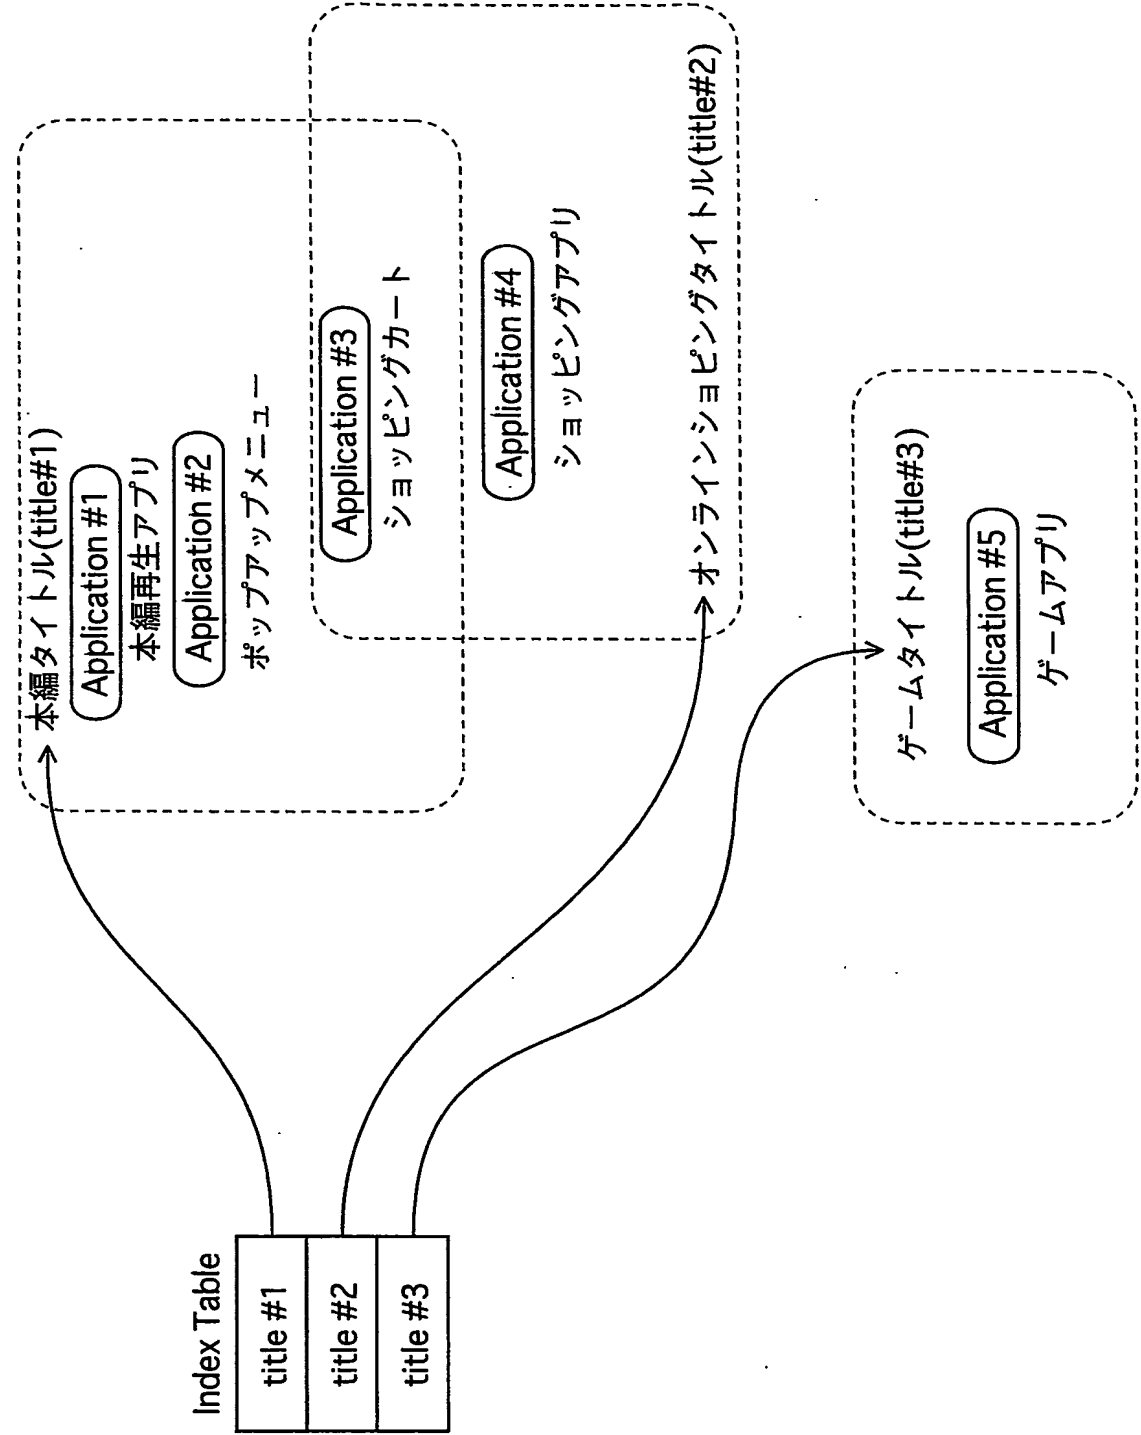 Index Table
title #1
title #2
title #3
本編タイトル(title#1)
Application #1
本編再生アプリ
Application #2
ポップアップメニュー
Application #3
ショッピングカート
Application #4
ショッピングアプリ
オンラインショピングタイトル(title#2)
ゲームタイトル(title#3)
Application #5
ゲームアプリ